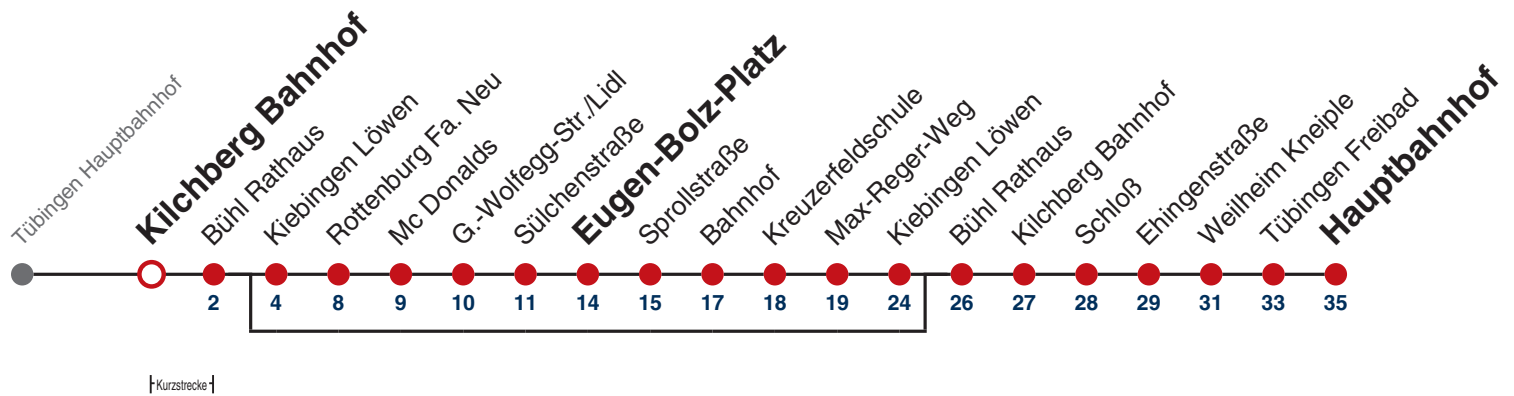 Tübingen Hauptbahnhof
Kilchberg Bahnhof
Bühl Rathaus
Kiebingen Löwen
Rottenburg Fa. Neu
Mc Donalds
G.-Wolfegg-Str./Lidl
Sülchenstraße
Eugen-Bolz-Platz
Sprollstraße
Bahnhof
Kreuzerfeldschule
Max-Reger-Weg
Kiebingen Löwen
Bühl Rathaus
Kilchberg Bahnhof
Schloß
Ehingenstraße
Weilheim Kneiple
Tübingen Freibad
Hauptbahnhof
2 4 8 9 10 11 14 15 17 18 19 24 26 27 28 29 31 33 35
Kurzstrecke